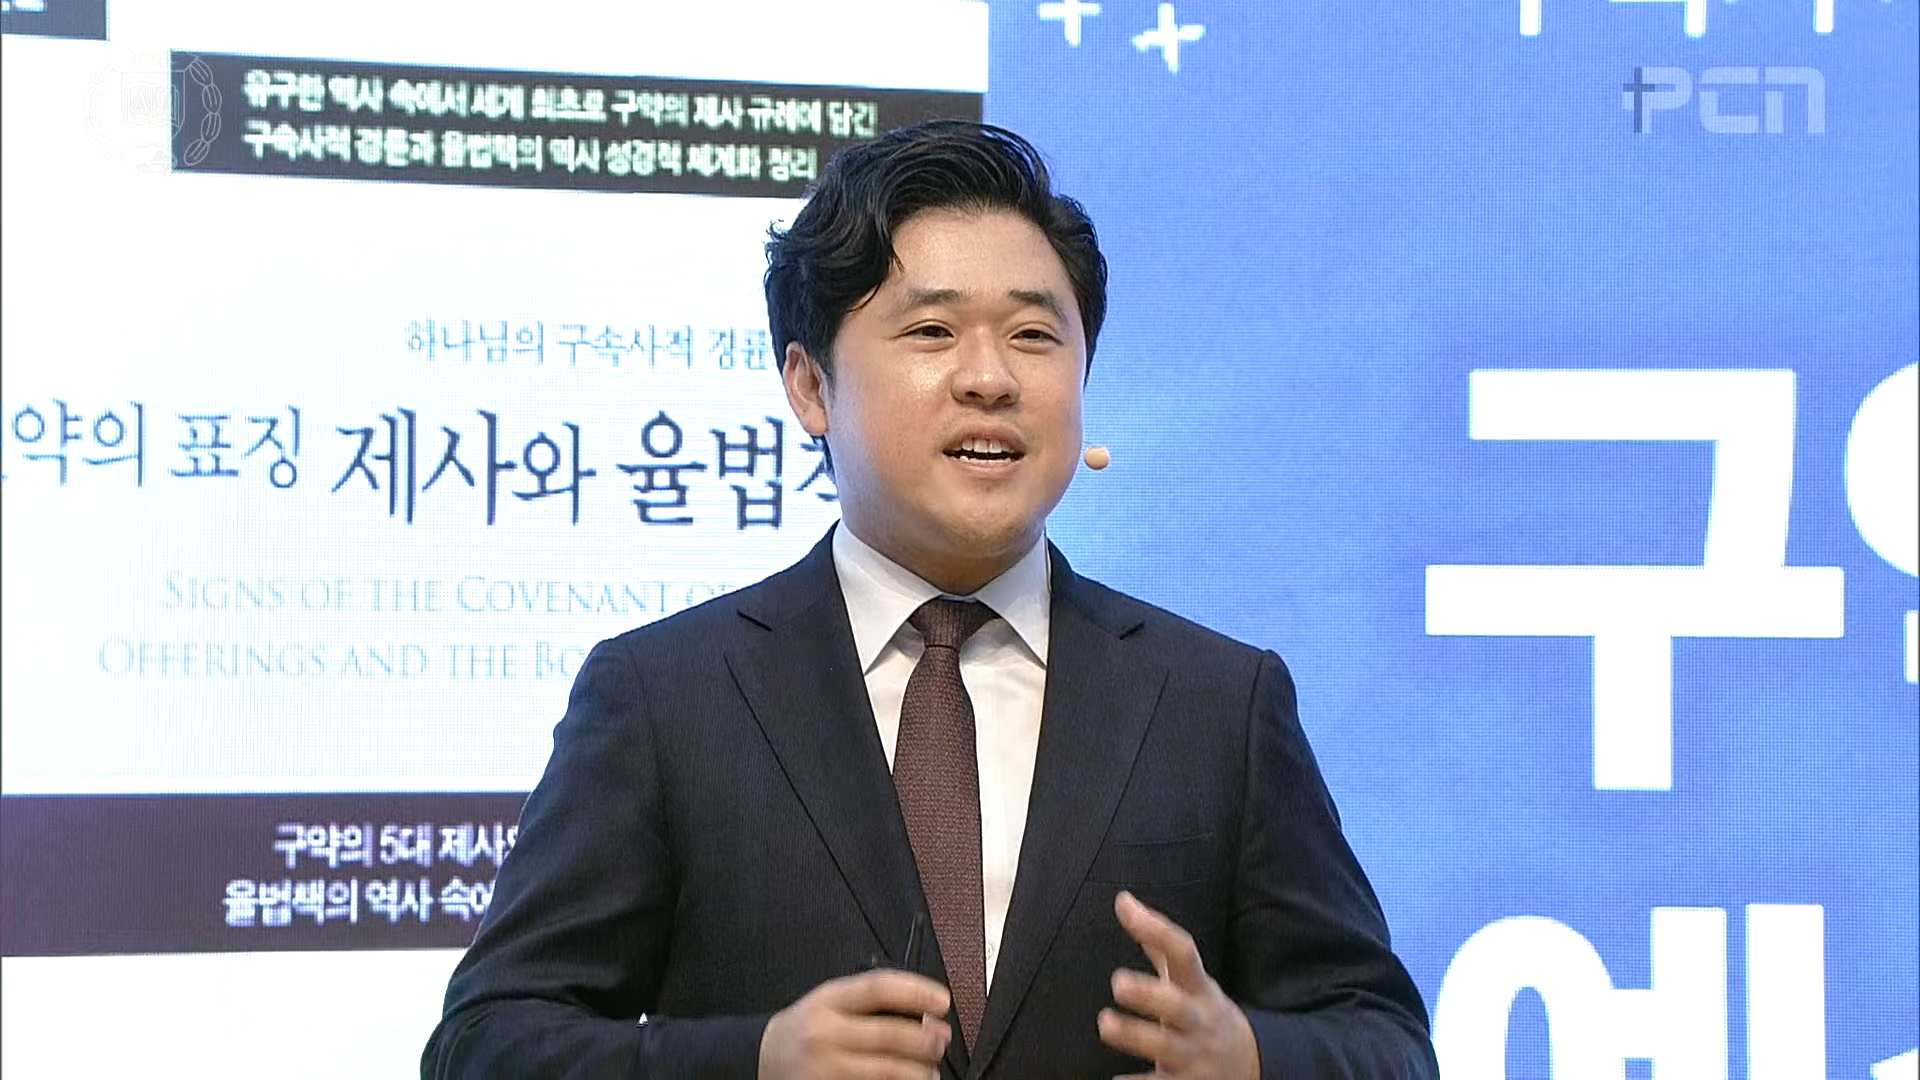 유구한 역사 속에서 세계 최초로 구약의 제사 규례에 담긴
구속사적 경륜과 율법책의 역사 성경적 체계화 정리
PCN
하나님의 구속사적 경륜
약의 표징 제사와 율법책
SIGNS OF THE COVENANT OF
OFFERINGS AND THE BO
구약의 5대 제사와
율법책의 역사 속에
구
예